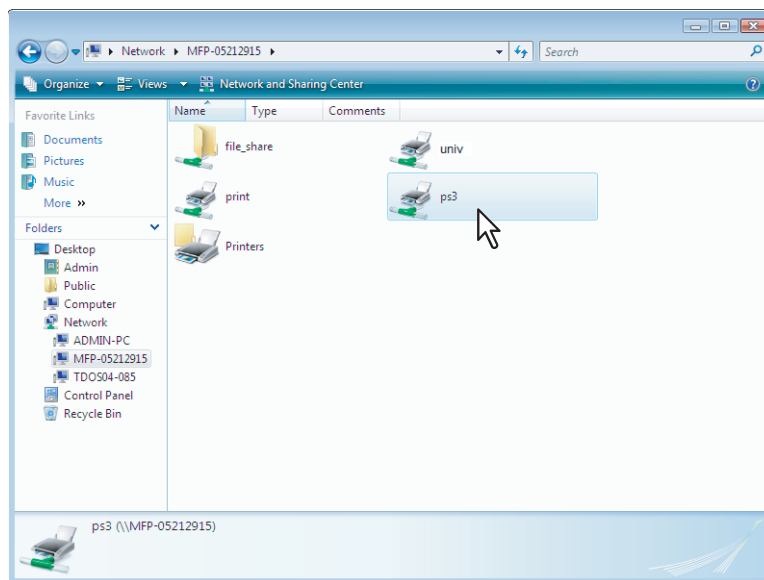 Network MFP-05212915 Search
Organize Views Network and Sharing Center
Favorite Links
Documents
Pictures
Music
More »
Folders
Desktop
Admin
Public
Computer
Network
ADMIN-PC
MFP-05212915
TDOS04-085
Control Panel
Recycle Bin
Name Type Comments
file_share univ
print ps3
Printers
ps3 (\\MFP-05212915)